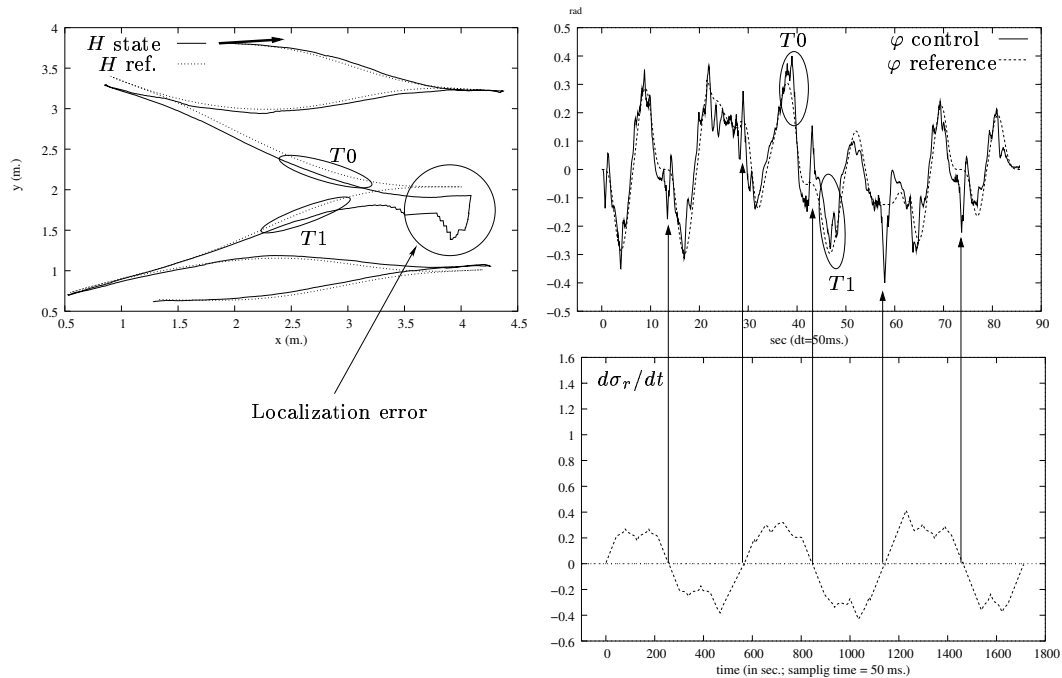 4
3.5
3
2.5
2
1.5
1
0.5
y (m.)
H state
H ref.
T0
T1
0.5 1 1.5 2 2.5 3 3.5 4 4.5
x (m.)
Localization error
rad
0.5
0.4
0.3
0.2
0.1
0
−0.1
−0.2
−0.3
−0.4
−0.5
T0
φ control
φ reference
T1
0 10 20 30 40 50 60 70 80 90
sec (dt=50ms.)
1.6
1.4
1.2
1
0.8
0.6
0.4
0.2
0
−0.2
−0.4
−0.6
dσr/dt
0 200 400 600 800 1000 1200 1400 1600 1800
time (in sec.; samplig time = 50 ms.)